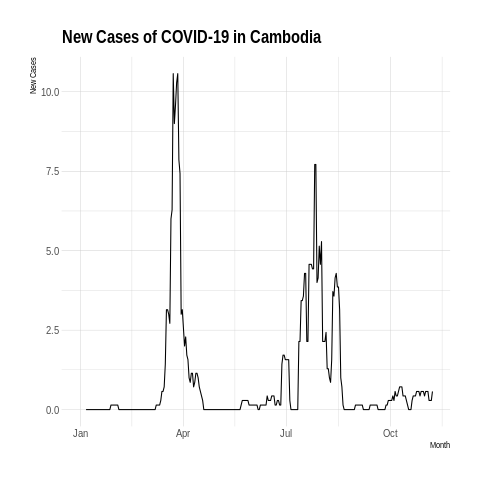 New Cases of COVID-19 in Cambodia
New Cases
10.0
7.5
5.0
2.5
0.0
Jan Apr Jul Oct
Month